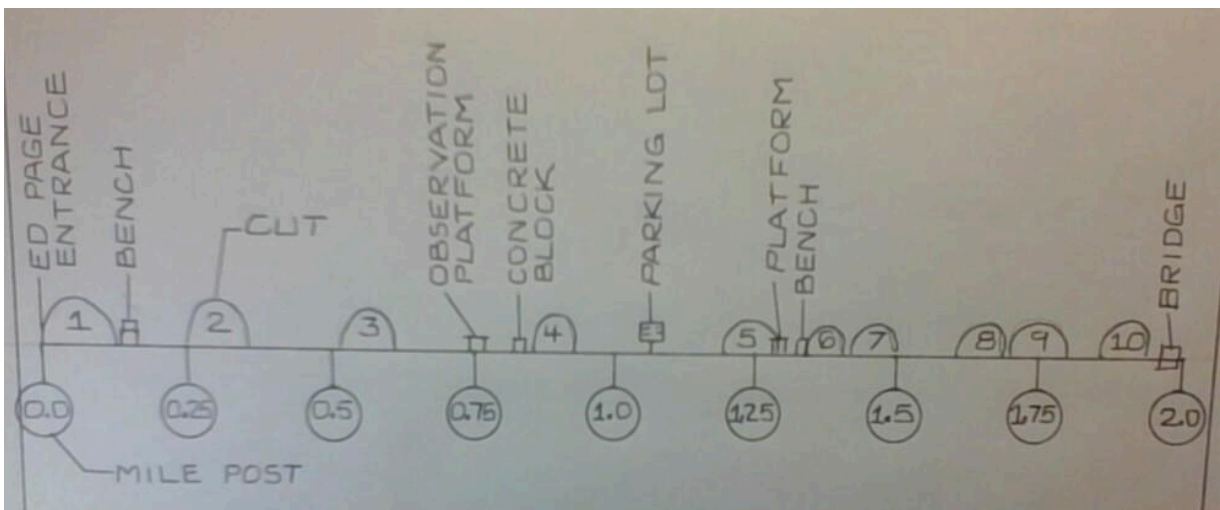 ED PAGE
ENTRANCE
BENCH
CUT
OBSERVATION
PLATFORM
CONCRETE
BLOCK
PARKING LOT
PLATFORM
BENCH
BRIDGE
1
2
3
4
5
6
7
8
9
10
0.0
0.25
0.5
0.75
1.0
1.25
1.5
1.75
2.0
MILE POST